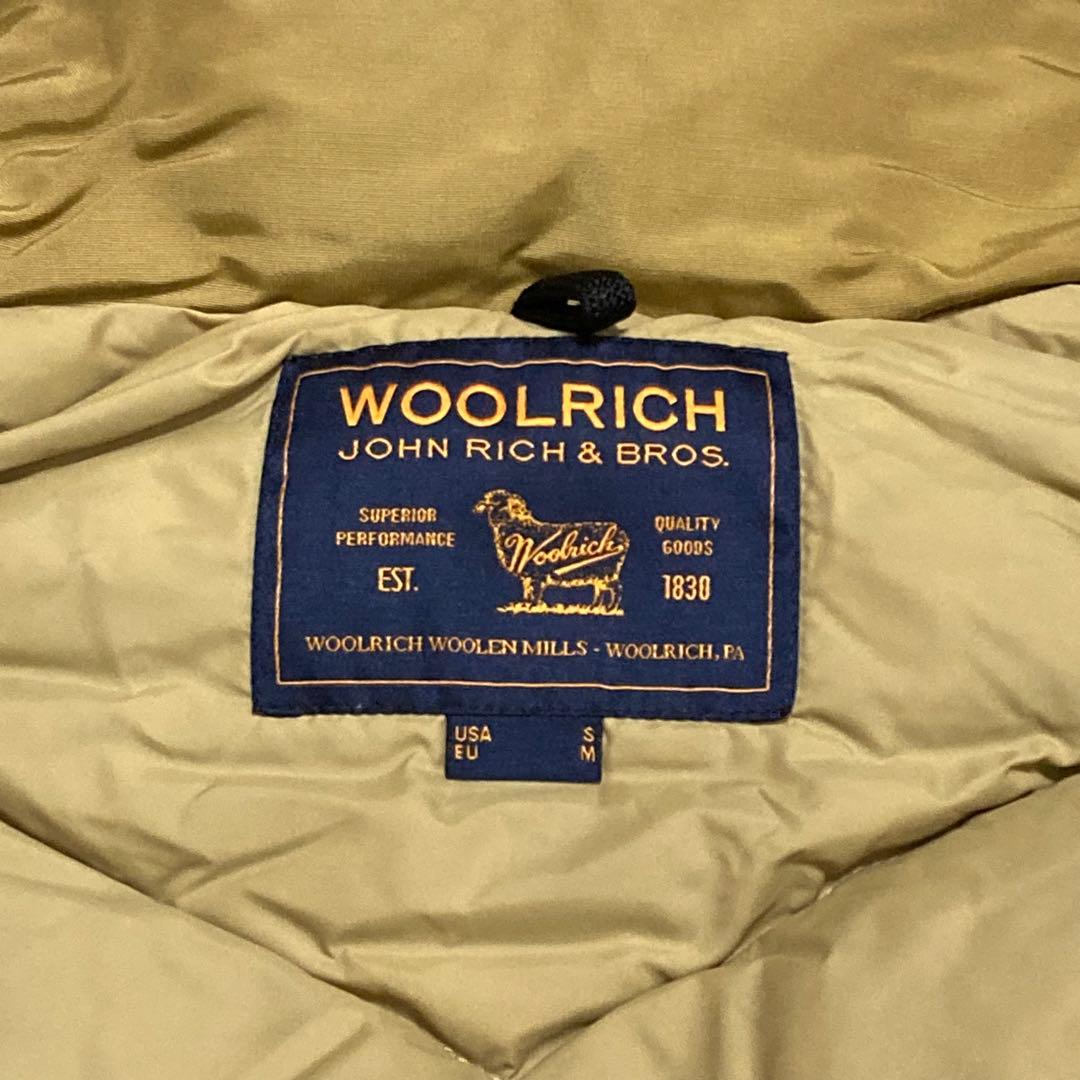 WOOLRICH
JOHN RICH & BROS.
SUPERIOR
PERFORMANCE
EST.
Woolrich
QUALITY
GOODS
1830
WOOLRICH WOOLEN MILLS - WOOLRICH, PA
USA S
EU M